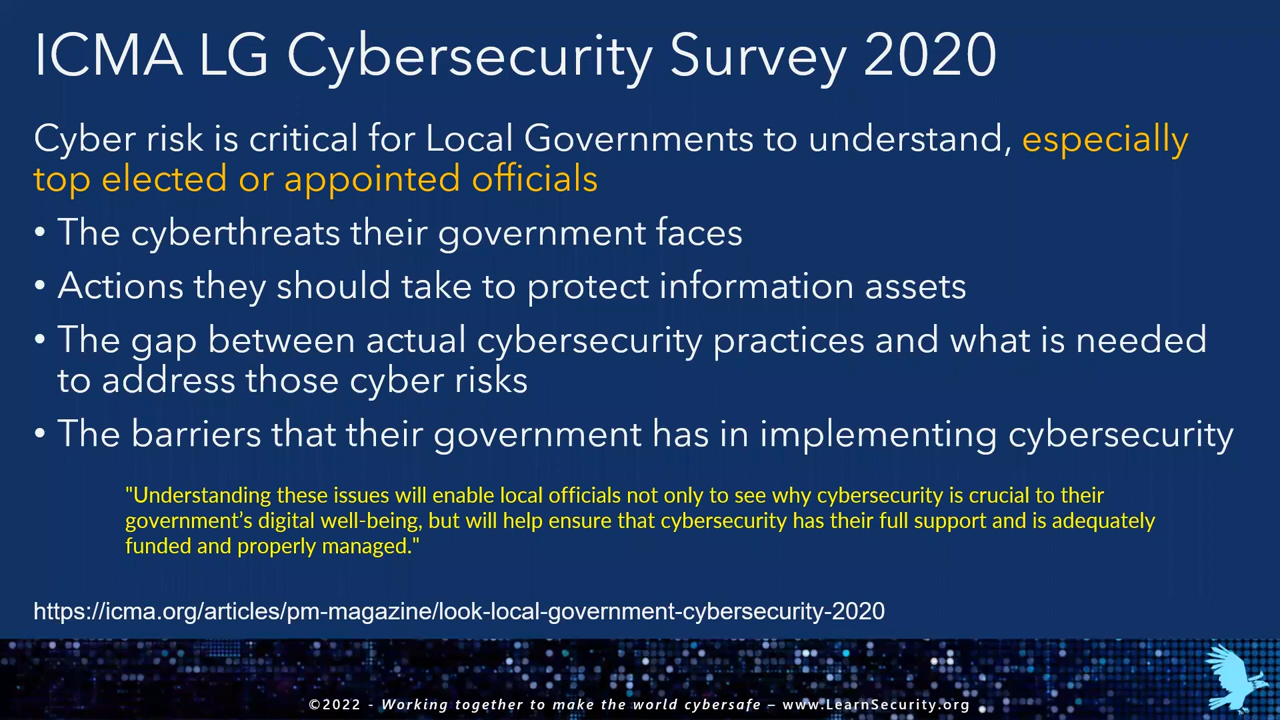 ICMA LG Cybersecurity Survey 2020
Cyber risk is critical for Local Governments to understand, especially
top elected or appointed officials
• The cyberthreats their government faces
• Actions they should take to protect information assets
• The gap between actual cybersecurity practices and what is needed
to address those cyber risks
• The barriers that their government has in implementing cybersecurity
"Understanding these issues will enable local officials not only to see why cybersecurity is crucial to their
government’s digital well-being, but will help ensure that cybersecurity has their full support and is adequately
funded and properly managed."
https://icma.org/articles/pm-magazine/look-local-government-cybersecurity-2020
©2022 - Working together to make the world cybersafe – www.LearnSecurity.org